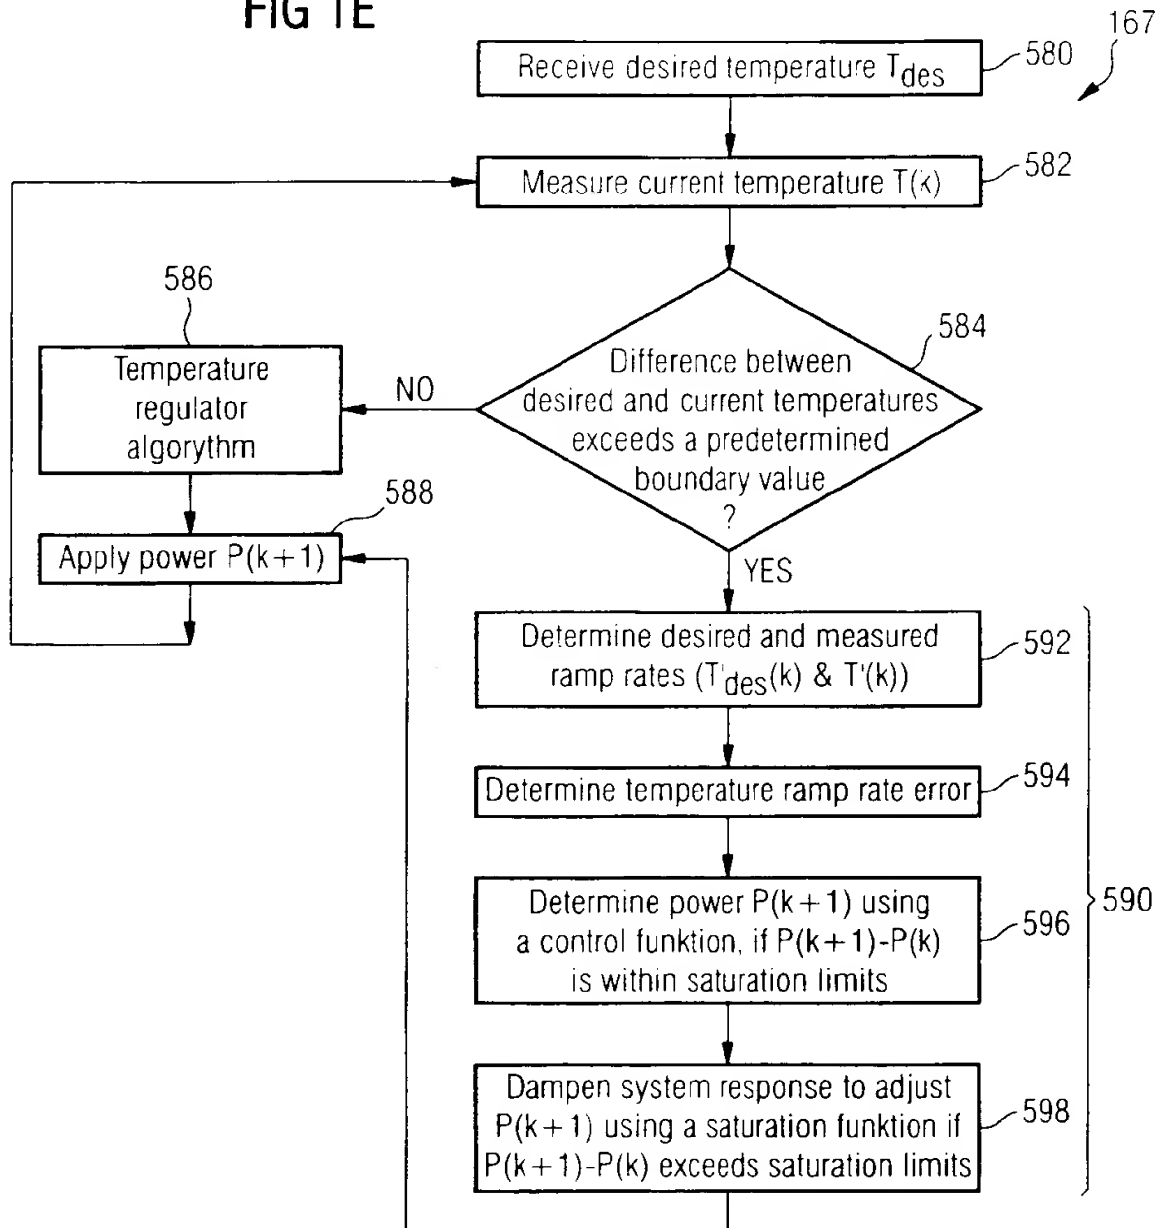 FIG 1E
167
Receive desired temperature Tdes
580
Measure current temperature T(k)
582
584
Difference between
desired and current temperatures
exceeds a predetermined
boundary value
?
NO
YES
586
Temperature
regulator
algorythm
588
Apply power P(k+1)
Determine desired and measured
ramp rates (T'des(k) & T'(k))
592
Determine temperature ramp rate error
594
Determine power P(k+1) using
a control funktion, if P(k+1)-P(k)
is within saturation limits
596
590
Dampen system response to adjust
P(k+1) using a saturation funktion if
P(k+1)-P(k) exceeds saturation limits
598